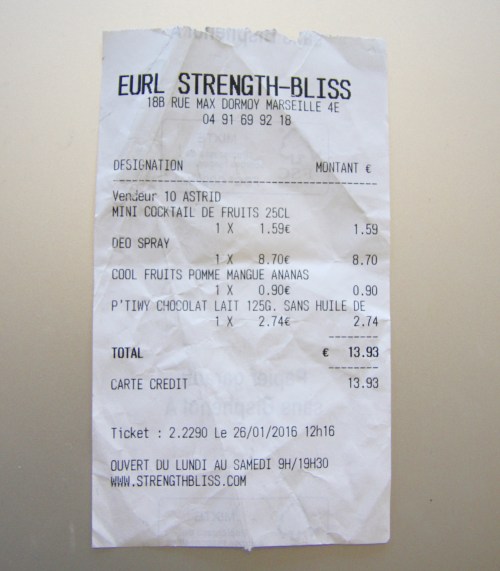 EURL STRENGTH-BLISS
18B RUE MAX DORMOY MARSEILLE 4E
04 91 69 92 18
DESIGNATION MONTANT €
Vendeur 10 ASTRID
MINI COCKTAIL DE FRUITS 25CL
1 X 1.59€ 1.59
DEO SPRAY
1 X 8.70€ 8.70
COOL FRUITS POMME MANGUE ANANAS
1 X 0.90€ 0.90
P'TIWY CHOCOLAT LAIT 125G. SANS HUILE DE
1 X 2.74€ 2.74
TOTAL € 13.93
CARTE CREDIT 13.93
Ticket : 2.2290 Le 26/01/2016 12h16
OUVERT DU LUNDI AU SAMEDI 9H/19H30
WWW.STRENGTHBLISS.COM